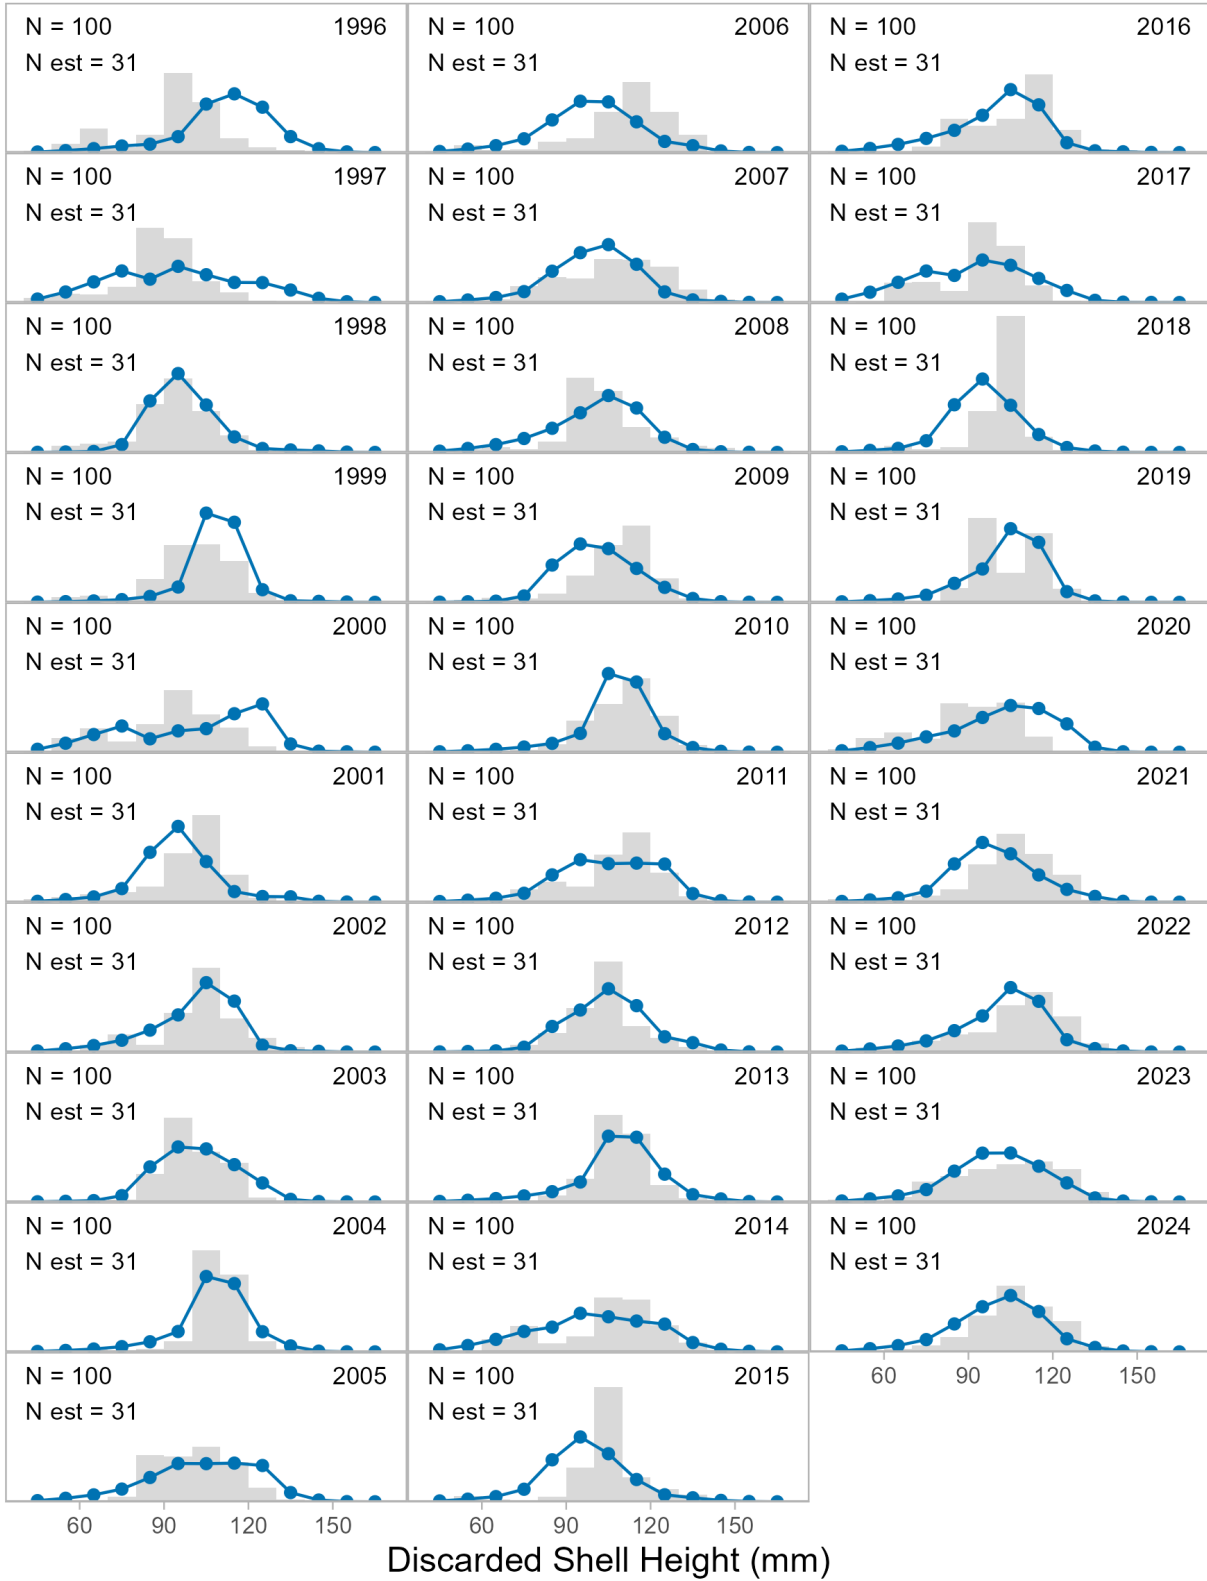 N = 100 1996
N est = 31
N = 100 2006
N est = 31
N = 100 2016
N est = 31
N = 100 1997
N est = 31
N = 100 2007
N est = 31
N = 100 2017
N est = 31
N = 100 1998
N est = 31
N = 100 2008
N est = 31
N = 100 2018
N est = 31
N = 100 1999
N est = 31
N = 100 2009
N est = 31
N = 100 2019
N est = 31
N = 100 2000
N est = 31
N = 100 2010
N est = 31
N = 100 2020
N est = 31
N = 100 2001
N est = 31
N = 100 2011
N est = 31
N = 100 2021
N est = 31
N = 100 2002
N est = 31
N = 100 2012
N est = 31
N = 100 2022
N est = 31
N = 100 2003
N est = 31
N = 100 2013
N est = 31
N = 100 2023
N est = 31
N = 100 2004
N est = 31
N = 100 2014
N est = 31
N = 100 2024
N est = 31
60 90 120 150
N = 100 2005
N est = 31
N = 100 2015
N est = 31
60 90 120 150
60 90 120 150
Discarded Shell Height (mm)